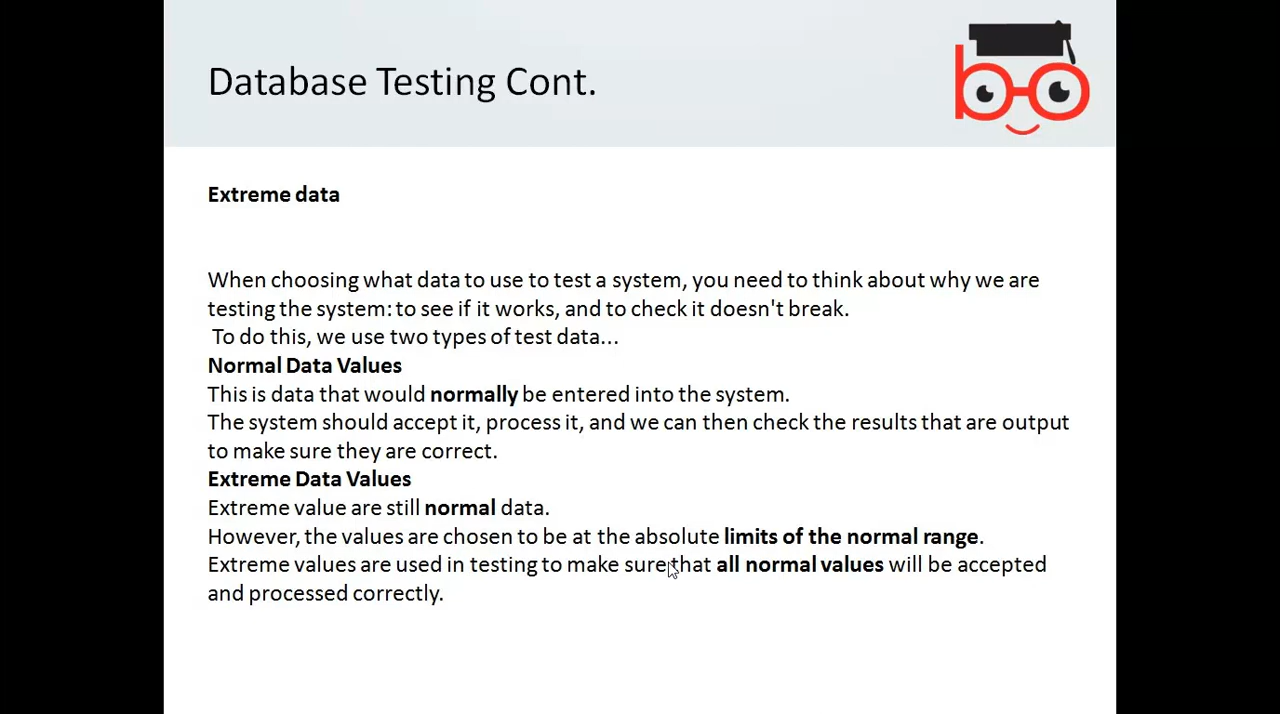 Database Testing Cont.
Extreme data
When choosing what data to use to test a system, you need to think about why we are
testing the system: to see if it works, and to check it doesn't break.
To do this, we use two types of test data...
Normal Data Values
This is data that would normally be entered into the system.
The system should accept it, process it, and we can then check the results that are output
to make sure they are correct.
Extreme Data Values
Extreme value are still normal data.
However, the values are chosen to be at the absolute limits of the normal range.
Extreme values are used in testing to make sure that all normal values will be accepted
and processed correctly.